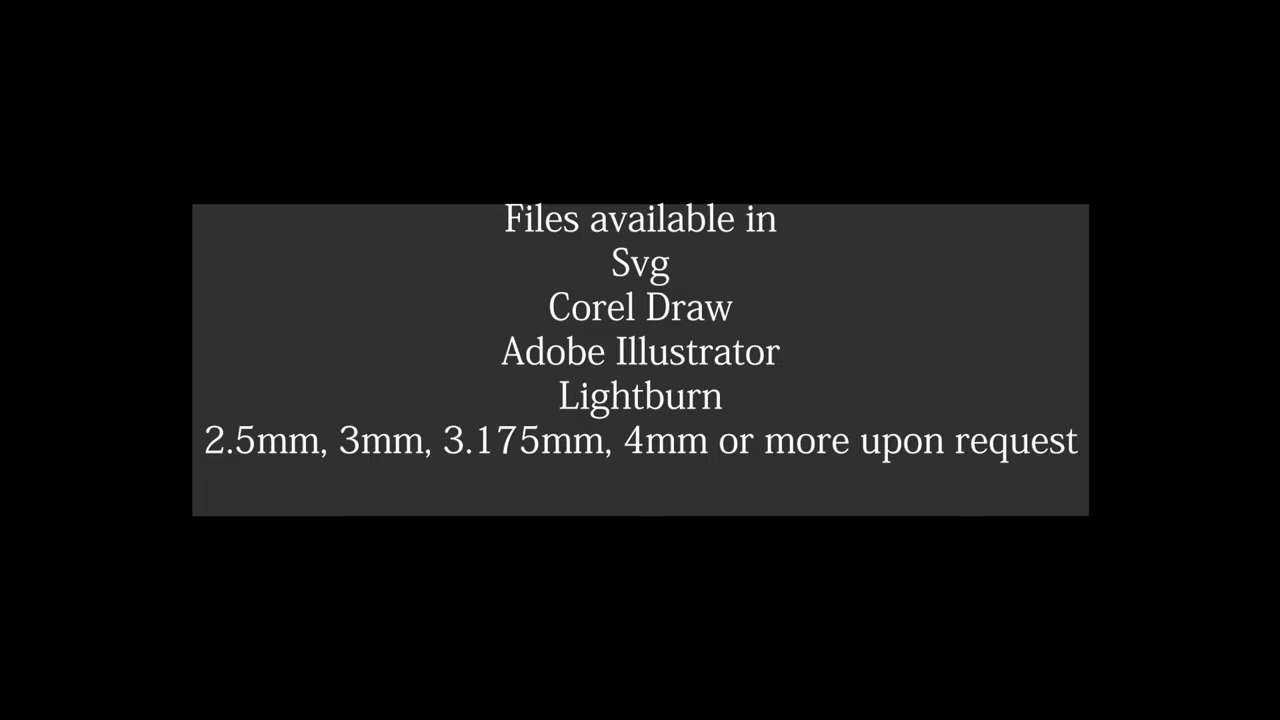 Files available in
Svg
Corel Draw
Adobe Illustrator
Lightburn
2.5mm, 3mm, 3.175mm, 4mm or more upon request